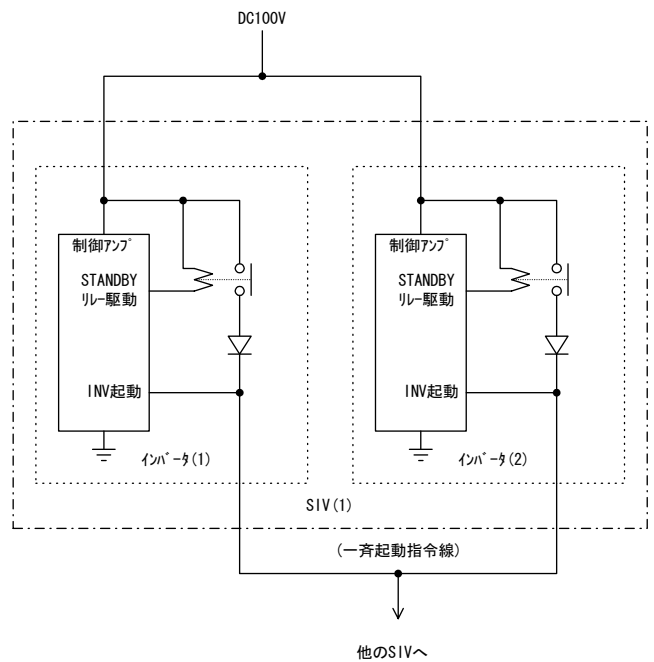 DC100V
制御ｱﾝﾌﾟ
STANDBY
ﾘﾚｰ駆動
INV起動
ｲﾝﾊﾞｰﾀ(1)
制御ｱﾝﾌﾟ
STANDBY
ﾘﾚｰ駆動
INV起動
ｲﾝﾊﾞｰﾀ(2)
SIV(1)
(一斉起動指令線)
他のSIVへ